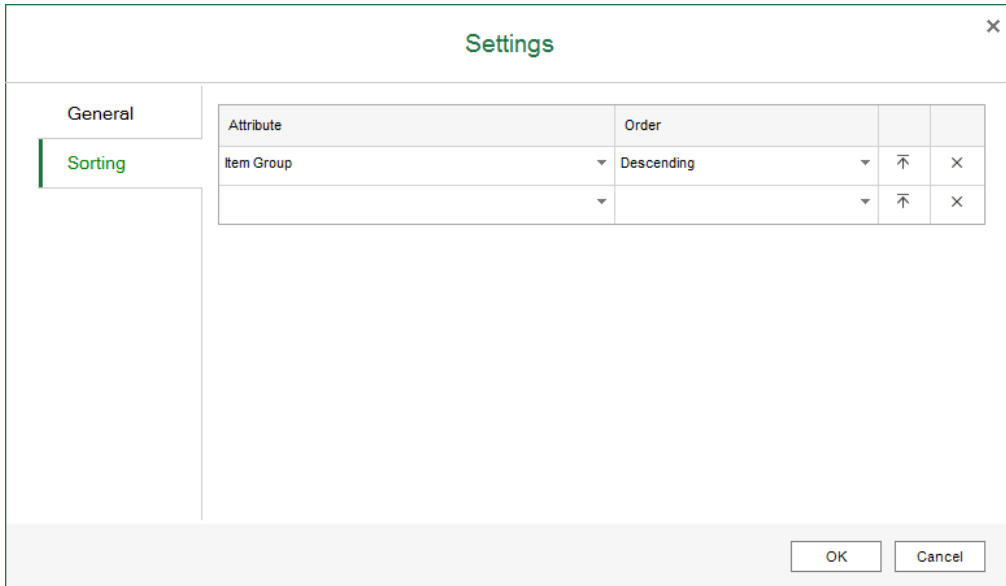 Settings
General
Sorting
Attribute Order
Item Group Descending
OK Cancel